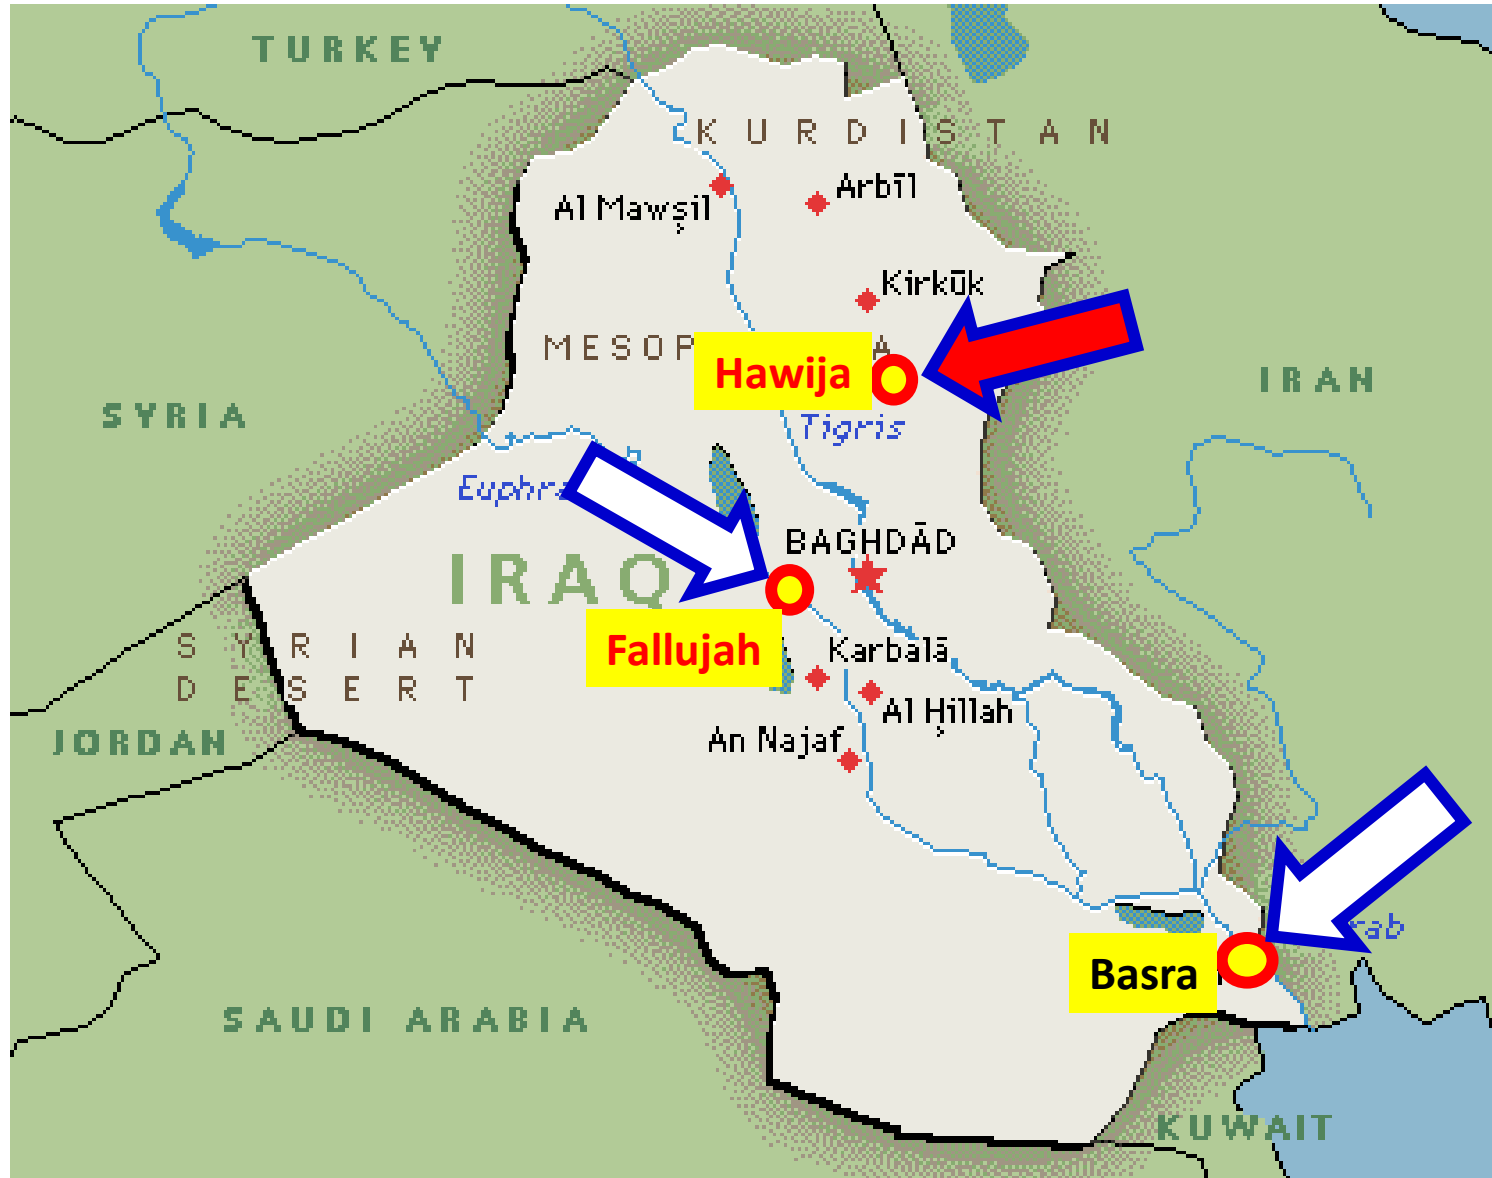 TURKEY
KURDISTAN
Al Mawṣil
Arbīl
Kirkūk
MESOP
A
Hawija
IRAN
SYRIA
Tigris
Euphra
BAGHDĀD
IRAQ
Fallujah
SYRIAN
DESERT
Karbalā
Al Ḥillah
JORDAN
An Najaf
rab
Basra
SAUDI ARABIA
KUWAIT